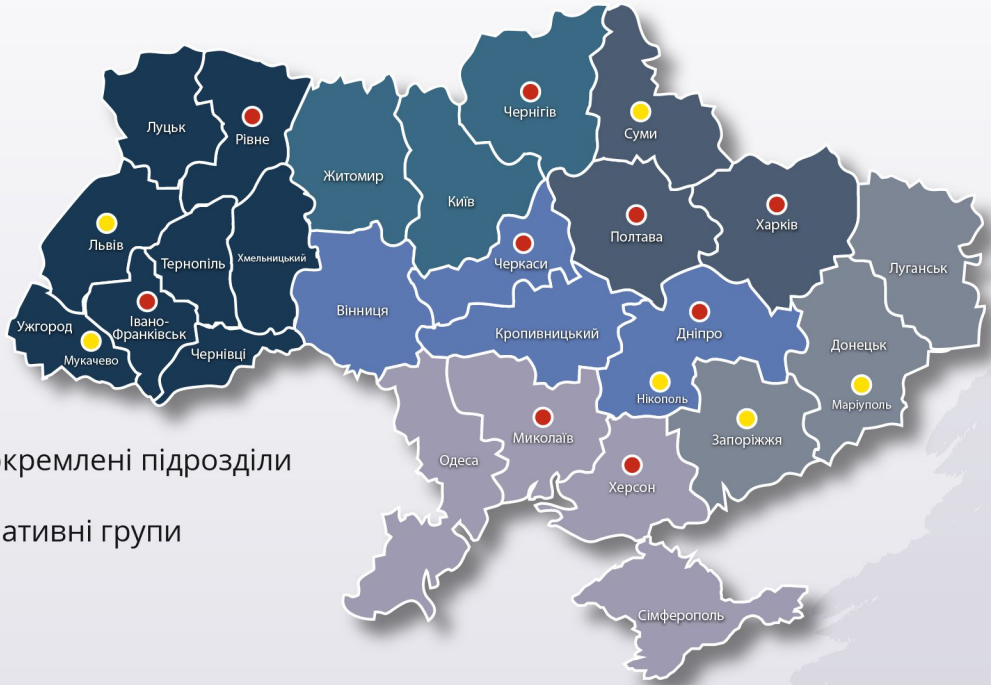 Чернігів
Суми
Луцьк
Рівне
Житомир
Київ
Полтава
Харків
Львів
Тернопіль
Хмельницький
Черкаси
Луганськ
Ужгород
Івано-
Франківськ
Вінниця
Кропивницький
Дніпро
Донецьк
Мукачево
Чернівці
Нікополь
Маріуполь
Миколаїв
Запоріжжя
Одеса
Херсон
кремлені підрозділи
ативні групи
Сімферополь